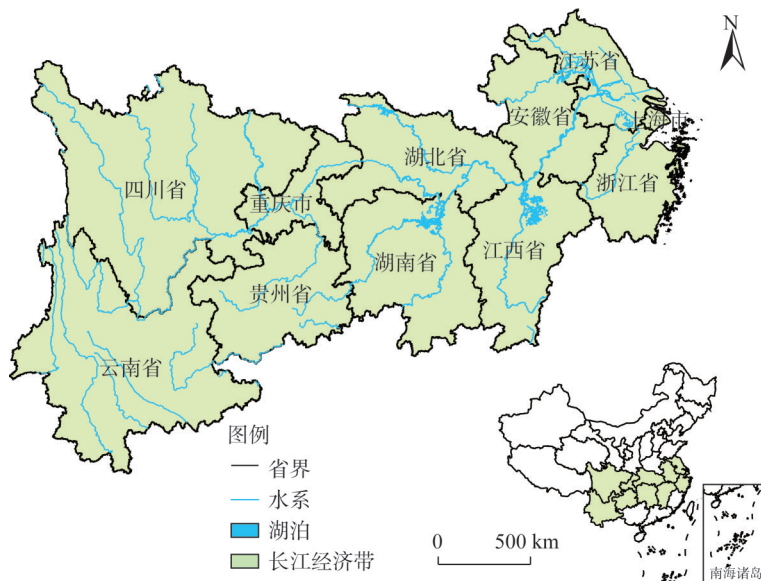 N
江苏省
安徽省
上海市
湖北省
浙江省
四川省
重庆市
江西省
湖南省
贵州省
云南省
图例
省界
水系
湖泊
长江经济带
0 500 km
南海诸岛